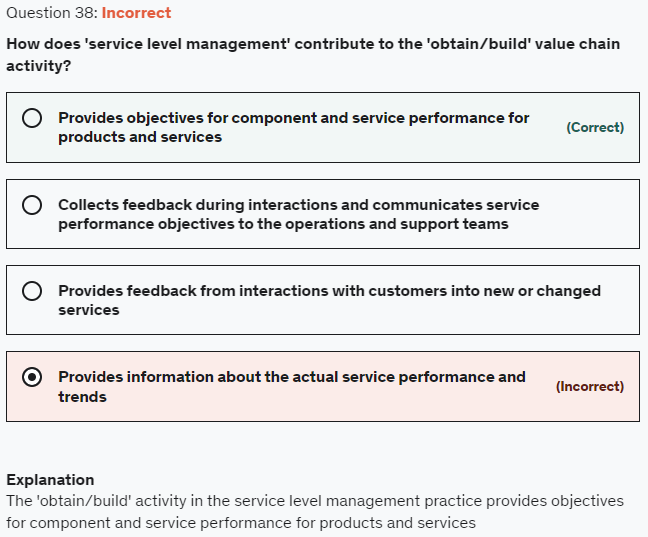 Question 38: Incorrect
How does 'service level management' contribute to the 'obtain/build' value chain
activity?
Provides objectives for component and service performance for
products and services
(Correct)
Collects feedback during interactions and communicates service
performance objectives to the operations and support teams
Provides feedback from interactions with customers into new or changed
services
Provides information about the actual service performance and
trends
(Incorrect)
Explanation
The 'obtain/build' activity in the service level management practice provides objectives
for component and service performance for products and services